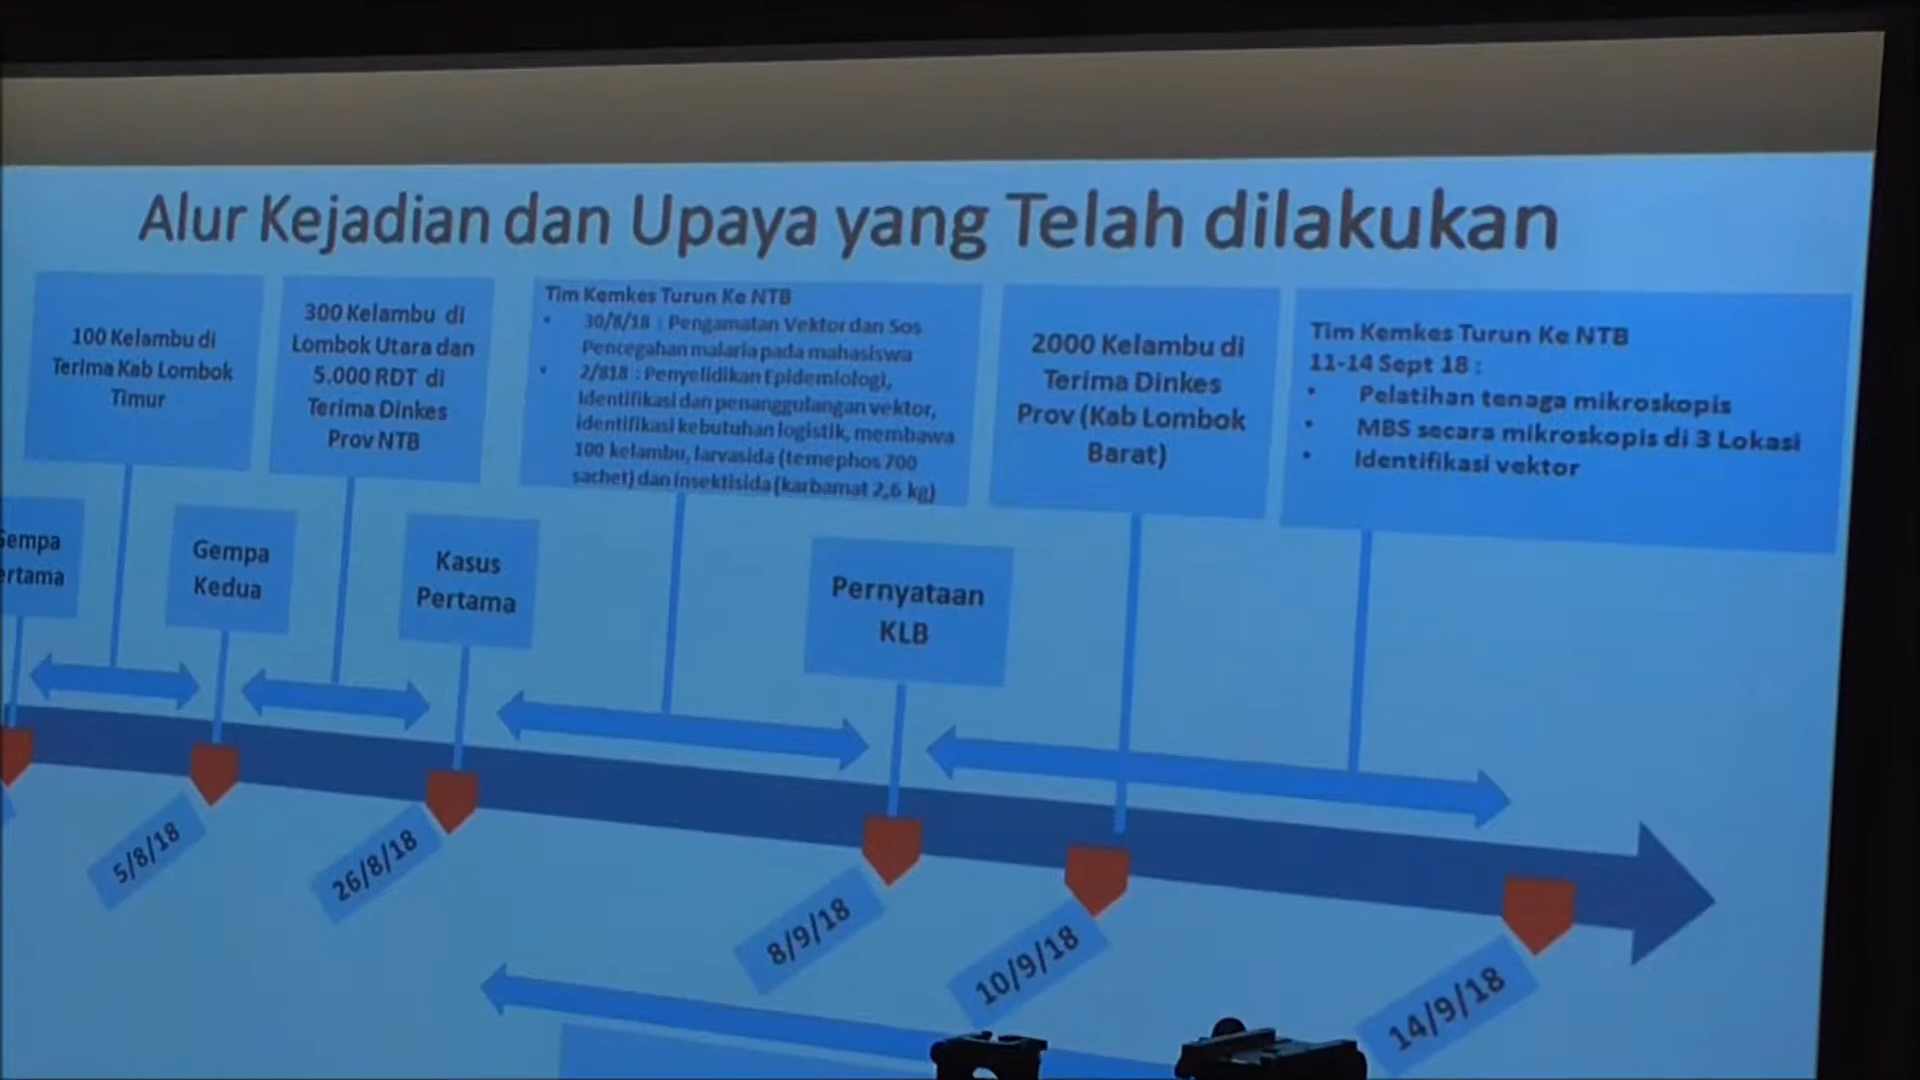 Alur Kejadian dan Upaya yang Telah dilakukan
100 Kelambu di
Terima Kab Lombok
Timur
300 Kelambu di
Lombok Utara dan
5.000 RDT di
Terima Dinkes
Prov NTB
Tim Kemkes Turun Ke NTB
• 30/8/18 : Pengamatan Vektor dan Sos
Pencegahan malaria pada mahasiswa
• 2/818 : Penyelidikan Epidemiologi,
Identifikasi dan penanggulangan vektor,
identifikasi kebutuhan logistik, membawa
100 kelambu, larvasida (temephos 700
sachet) dan insektisida (karbamat 2,6 kg)
2000 Kelambu di
Terima Dinkes
Prov (Kab Lombok
Barat)
Tim Kemkes Turun Ke NTB
11-14 Sept 18 :
• Pelatihan tenaga mikroskopis
• MBS secara mikroskopis di 3 Lokasi
• Identifikasi vektor
Gempa
ertama
Gempa
Kedua
Kasus
Pertama
Pernyataan
KLB
5/8/18
26/8/18
8/9/18
10/9/18
14/9/18